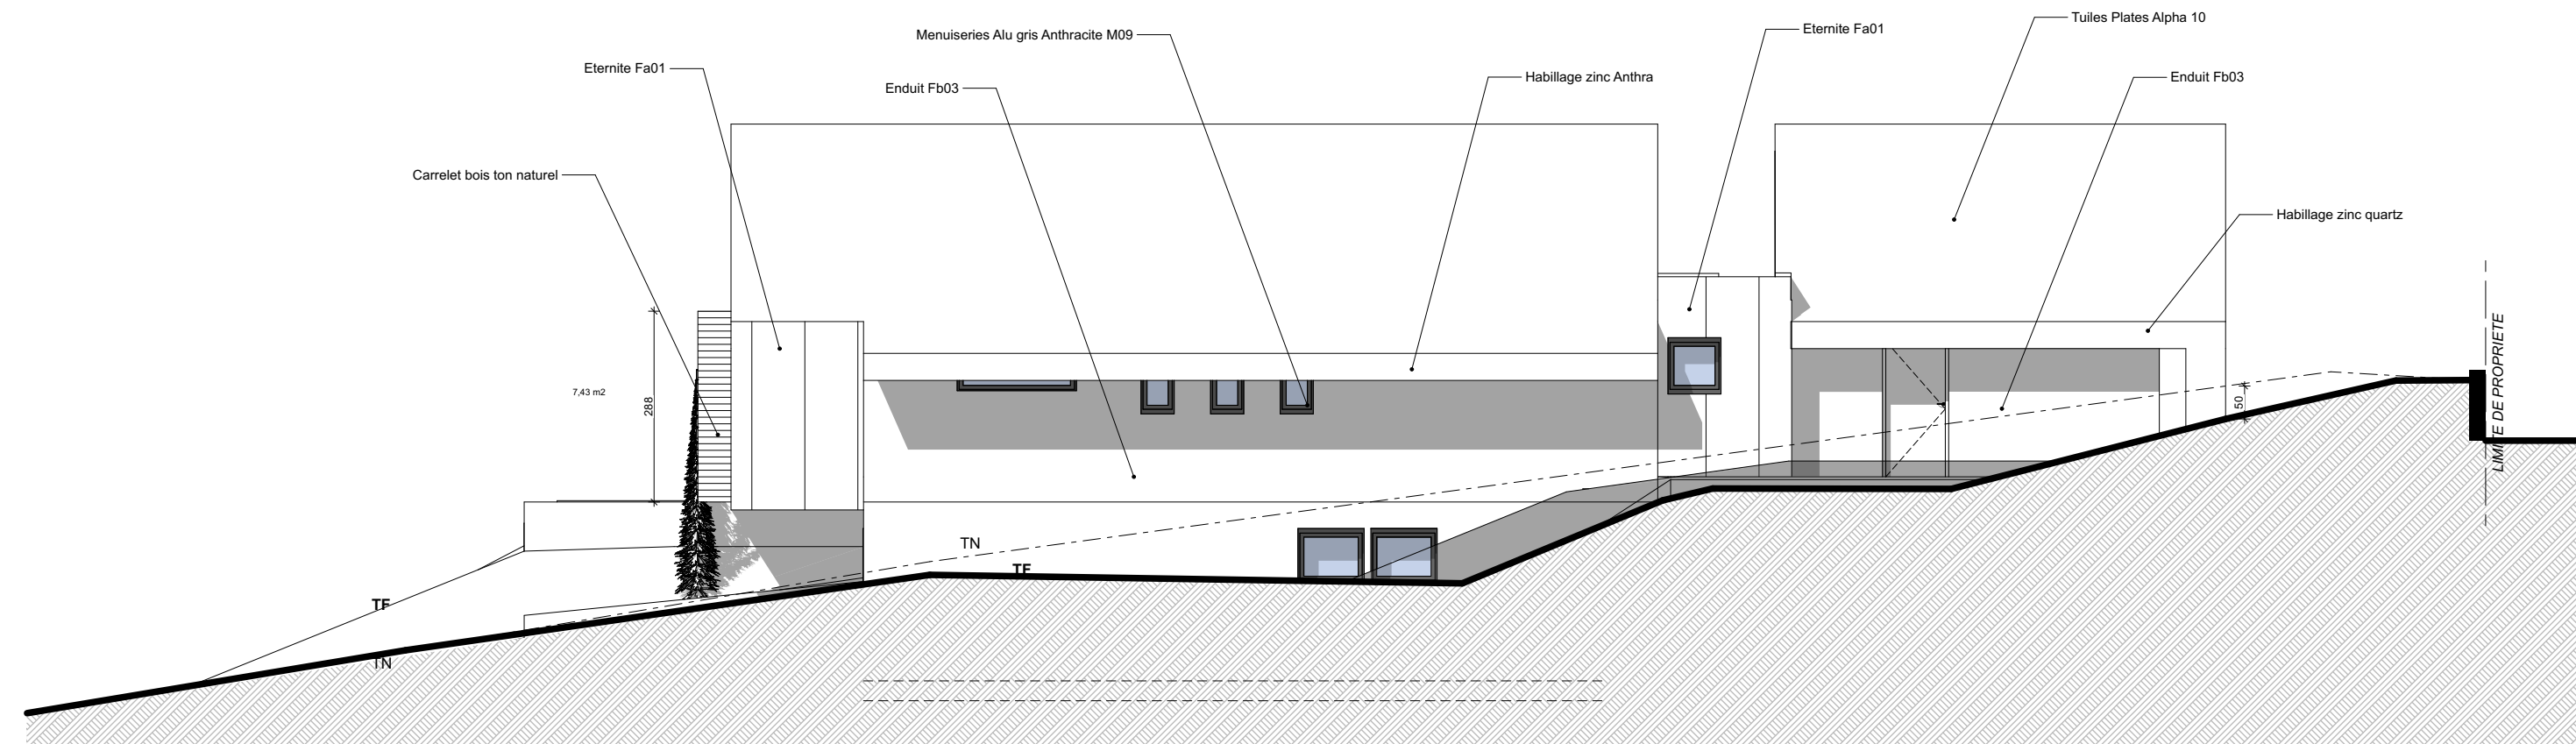 Tuiles Plates Alpha 10
Eternite Fa01
Menuiseries Alu gris Anthracite M09
Eternite Fa01
Habillage zinc Anthra
Enduit Fb03
Enduit Fb03
Carrelet bois ton naturel
Habillage zinc quartz
LIMITE DE PROPRIETE
7,43 m2
288
50
TN
TF
TF
TN